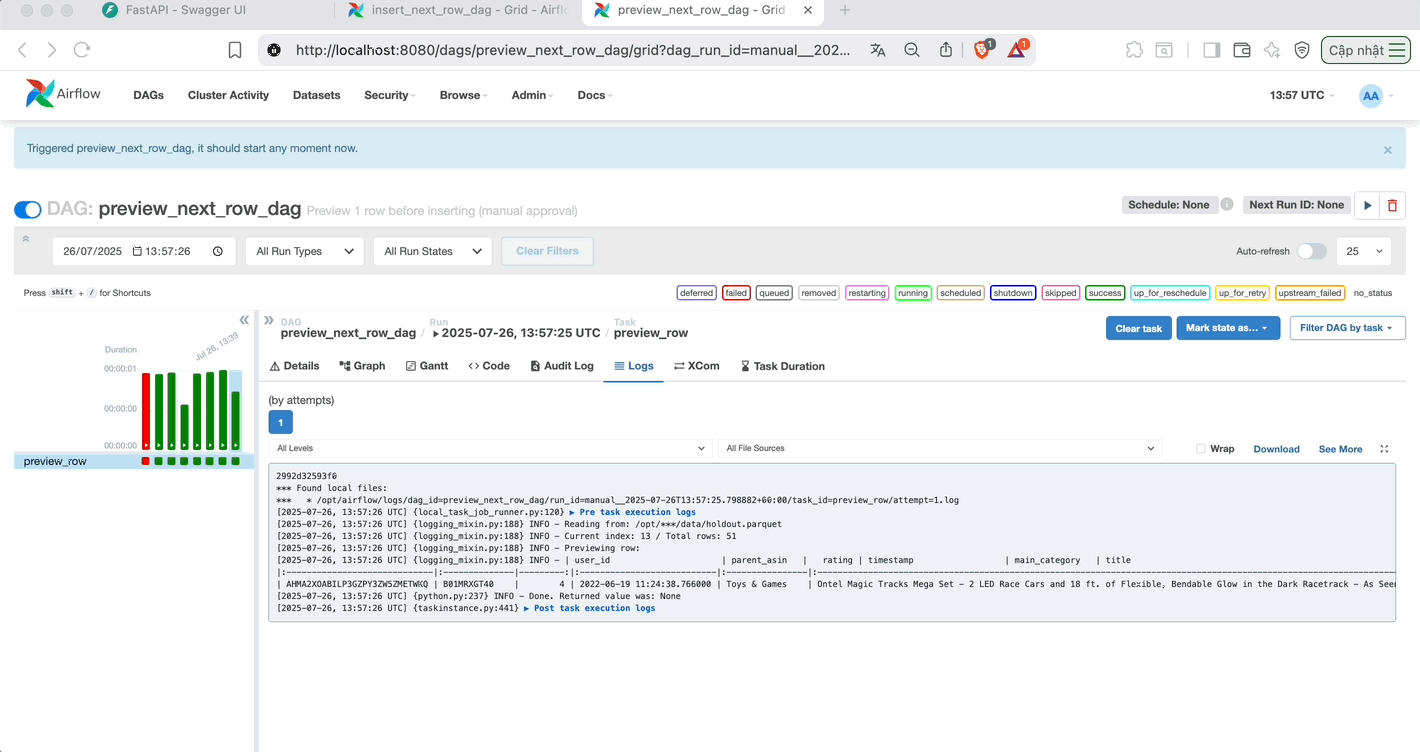 FastAPI - Swagger UI
insert_next_row_dag - Grid - Airfl
preview_next_row_dag - Grid
http://localhost:8080/dags/preview_next_row_dag/grid?dag_run_id=manual__202...
1
1
Cập nhật
Airflow
DAGs
Cluster Activity
Datasets
Security
Browse
Admin
Docs
13:57 UTC
AA
Triggered preview_next_row_dag, it should start any moment now.
×
DAG: preview_next_row_dag Preview 1 row before inserting (manual approval)
Schedule: None
Next Run ID: None
26/07/2025 13:57:26
All Run Types
All Run States
Clear Filters
Auto-refresh
25
Press shift + / for Shortcuts
deferred failed queued removed restarting running scheduled shutdown skipped success up_for_reschedule up_for_retry upstream_failed no_status
Duration
Jul 26, 13:39
00:00:01
00:00:00
00:00:00
preview_row
DAG
preview_next_row_dag /
Run
2025-07-26, 13:57:25 UTC /
Task
preview_row
Clear task
Mark state as...
Filter DAG by task
Details
Graph
Gantt
Code
Audit Log
Logs
XCom
Task Duration
(by attempts)
1
All Levels
All File Sources
Wrap
Download
See More
2992d32593f6
*** Found local files:
***   * /opt/airflow/logs/dag_id=preview_next_row_dag/run_id=manual__2025-07-26T13:57:25.798882+00:00/task_id=preview_row/attempt=1.log
[2025-07-26, 13:57:26 UTC] {local_task_job_runner.py:120} ▶ Pre task execution logs
[2025-07-26, 13:57:26 UTC] {logging_mixin.py:188} INFO - Reading from: /opt/***/data/holdout.parquet
[2025-07-26, 13:57:26 UTC] {logging_mixin.py:188} INFO - Current index: 13 / Total rows: 51
[2025-07-26, 13:57:26 UTC] {logging_mixin.py:188} INFO - Previewing row:
[2025-07-26, 13:57:26 UTC] {logging_mixin.py:188} INFO - | user_id | parent_asin | rating | timestamp | main_category | title
| AHMA2XOABILP3GZPY3ZW5ZMETWKQ | B01MRXGT40 | 4 | 2022-06-19 11:24:38.766000 | Toys & Games | Ontel Magic Tracks Mega Set - 2 LED Race Cars and 18 ft. of Flexible, Bendable Glow in the Dark Racetrack - As Seen
[2025-07-26, 13:57:26 UTC] {python.py:237} INFO - Done. Returned value was: None
[2025-07-26, 13:57:26 UTC] {taskinstance.py:441} ▶ Post task execution logs